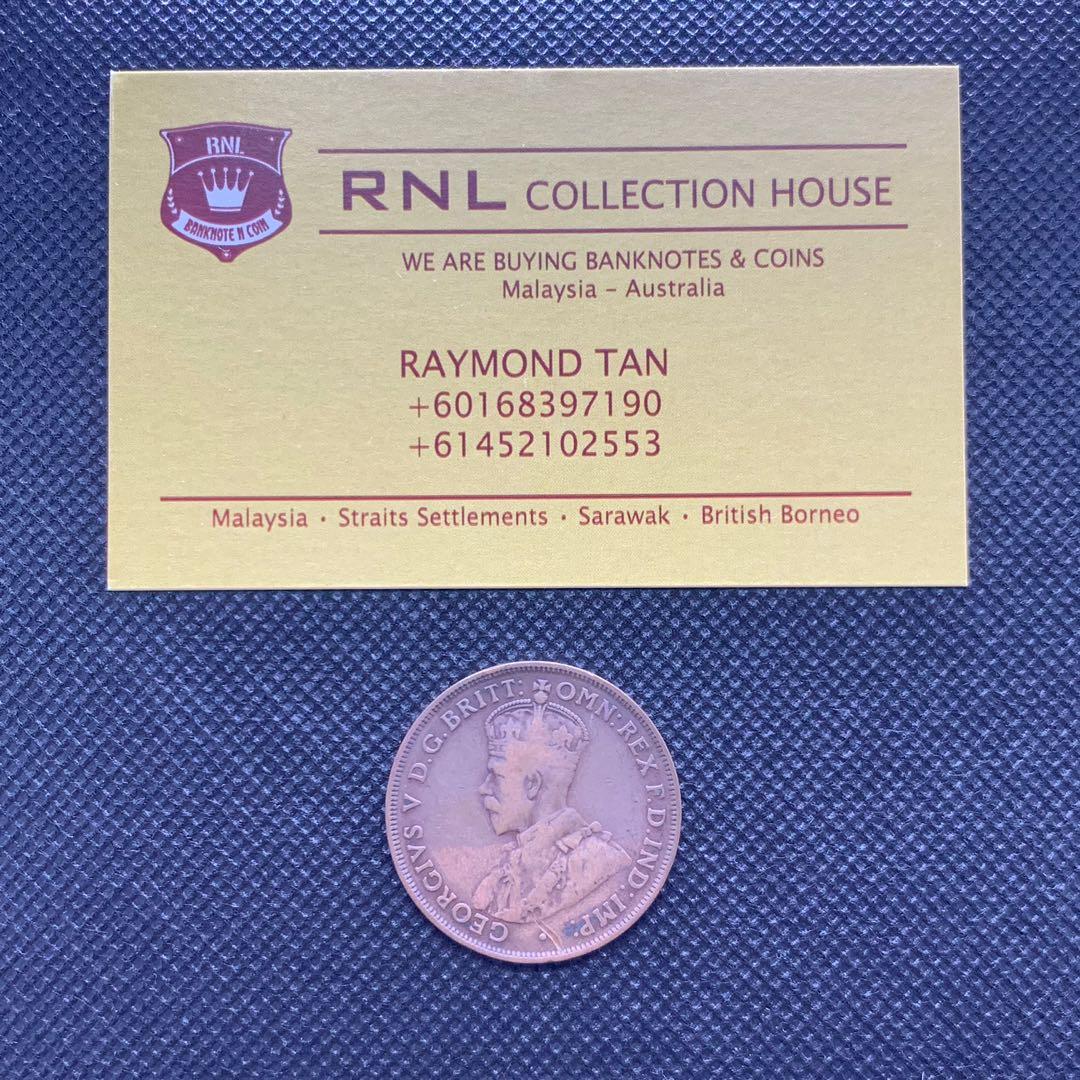 RNL
BANKNOTE N COIN
RNL COLLECTION HOUSE
WE ARE BUYING BANKNOTES & COINS
Malaysia – Australia
RAYMOND TAN
+60168397190
+61452102553
Malaysia · Straits Settlements · Sarawak · British Borneo
GEORGIVS V D.G. BRITT: OMN: REX F.D. IND: IMP: